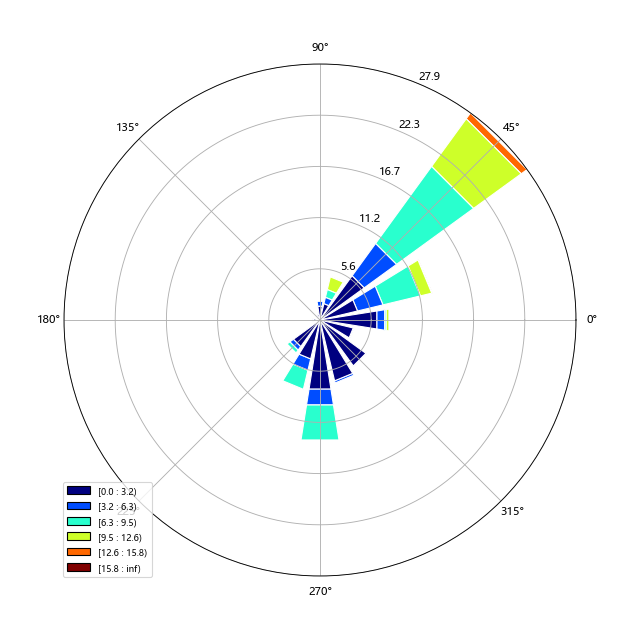 90°
27.9
22.3
45°
135°
16.7
11.2
5.6
180°
0°
[0.0 : 3.2)
[3.2 : 6.3)
225°
[6.3 : 9.5)
[9.5 : 12.6)
[12.6 : 15.8)
[15.8 : inf)
315°
270°